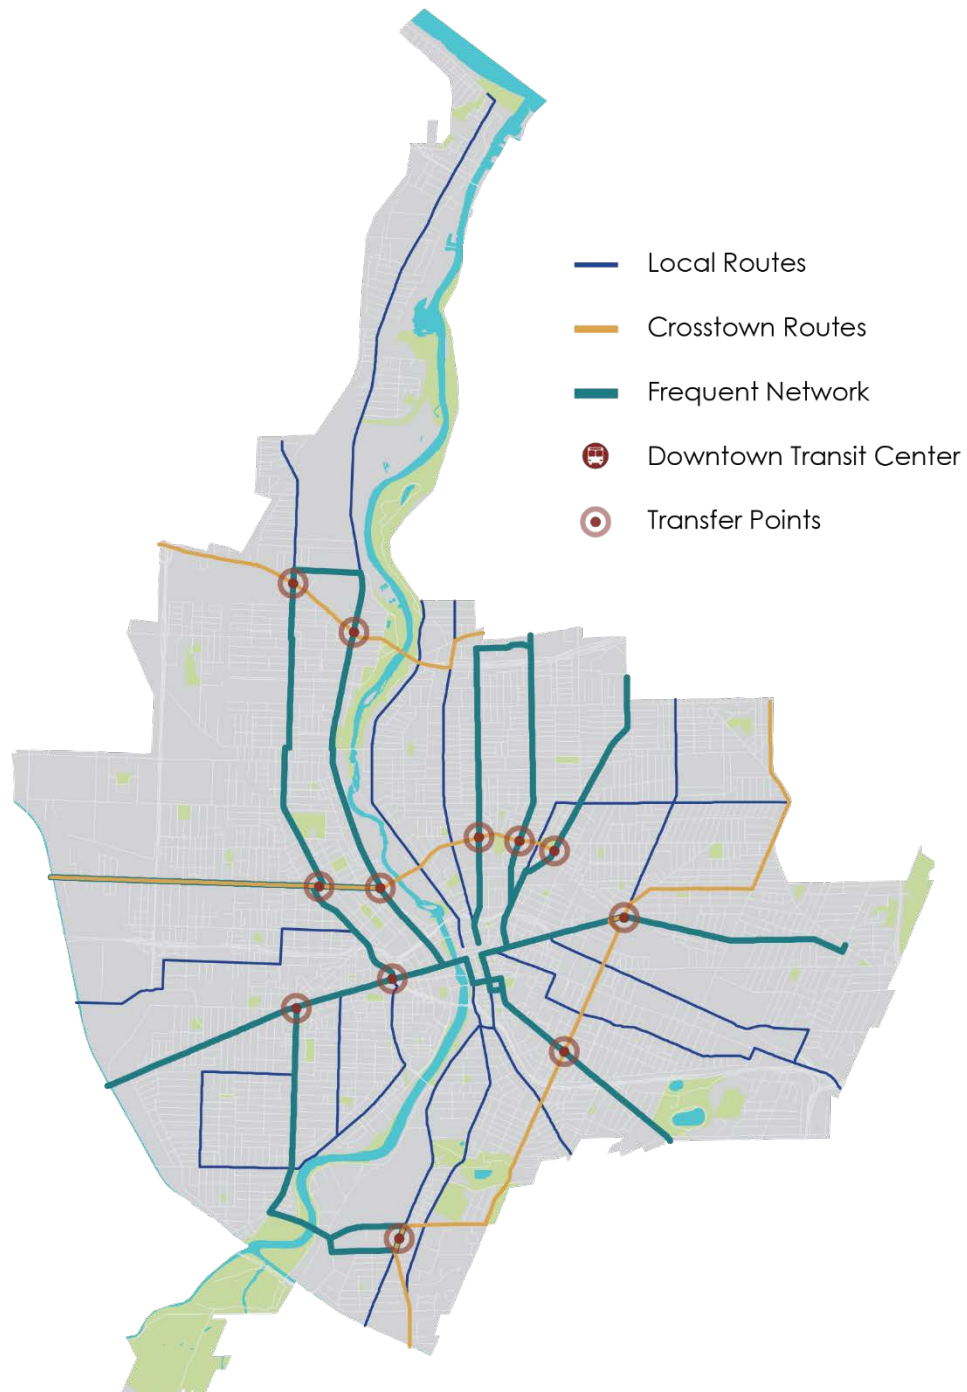 Local Routes
Crosstown Routes
Frequent Network
Downtown Transit Center
Transfer Points